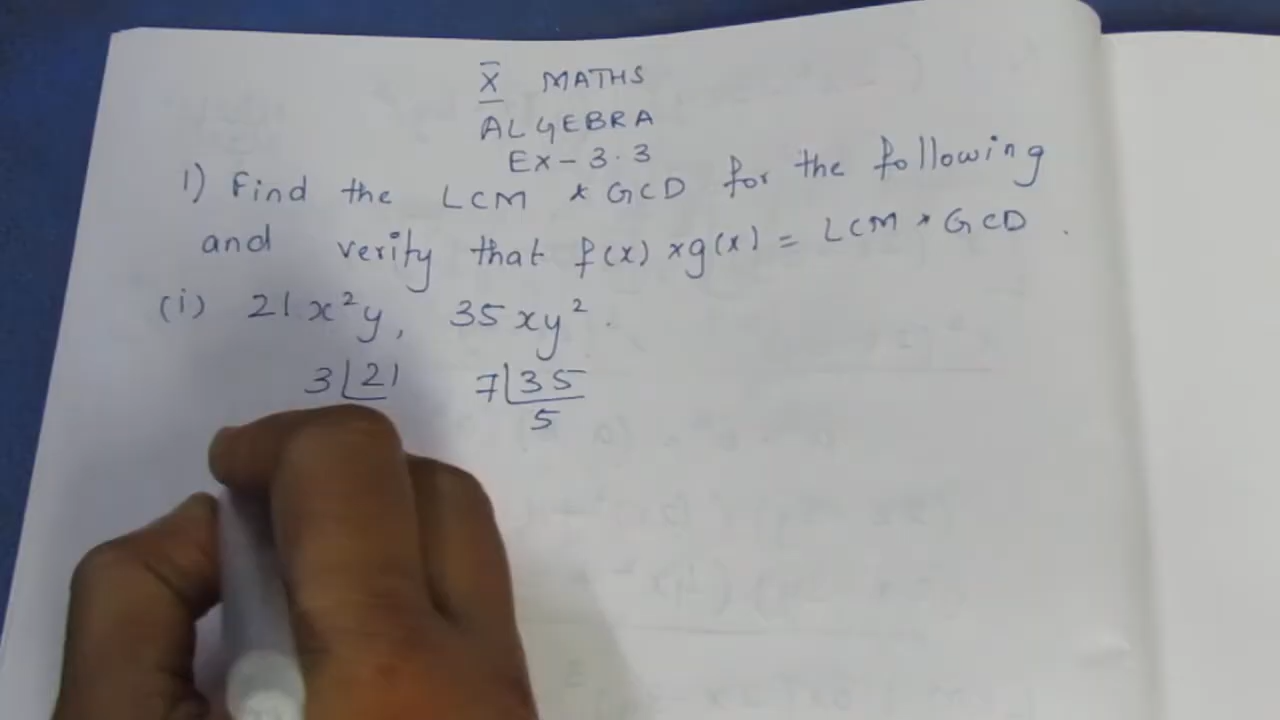 X MATHS
ALGEBRA
EX-3.3
1) Find the LCM * GCD for the following
and verify that f(x) × g(x) = LCM * GCD.
(i) 21x²y, 35xy².
3|21 7|35
5